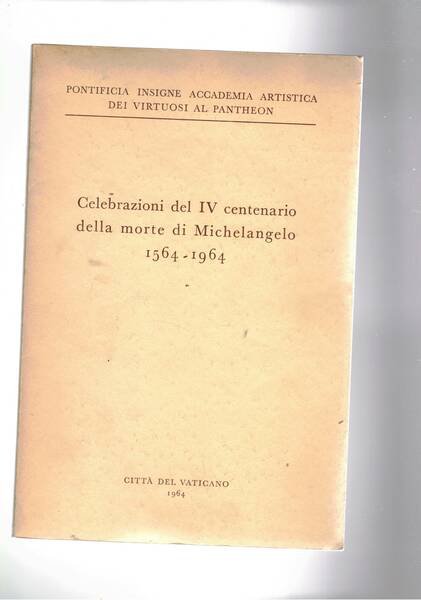 PONTIFICIA INSIGNE ACCADEMIA ARTISTICA
DEI VIRTUOSI AL PANTHEON
Celebrazioni del IV centenario
della morte di Michelangelo
1564-1964
CITTÀ DEL VATICANO
1964